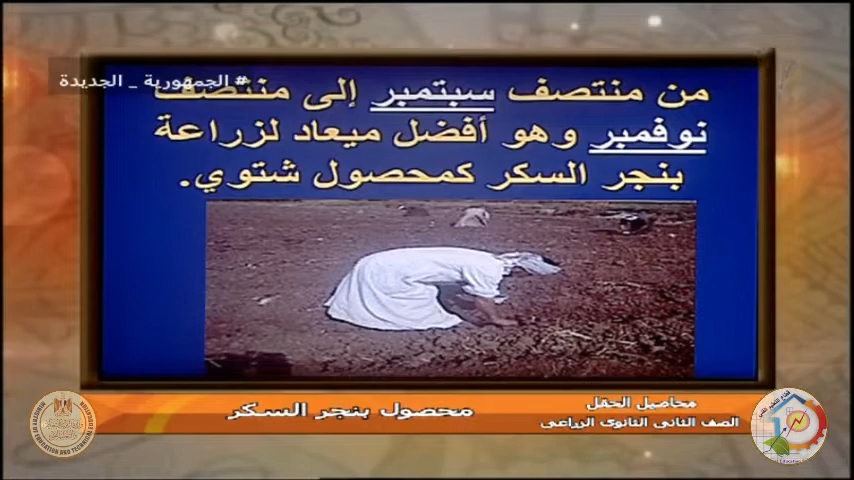 # الجمهورية _ الجديدة
من منتصف سبتمبر إلى منتصف
نوفمبر وهو أفضل ميعاد لزراعة
بنجر السكر كمحصول شتوي.
محاصيل الحقل
الصف الثانى الثانوى الزراعى
محصول بنجر السكر